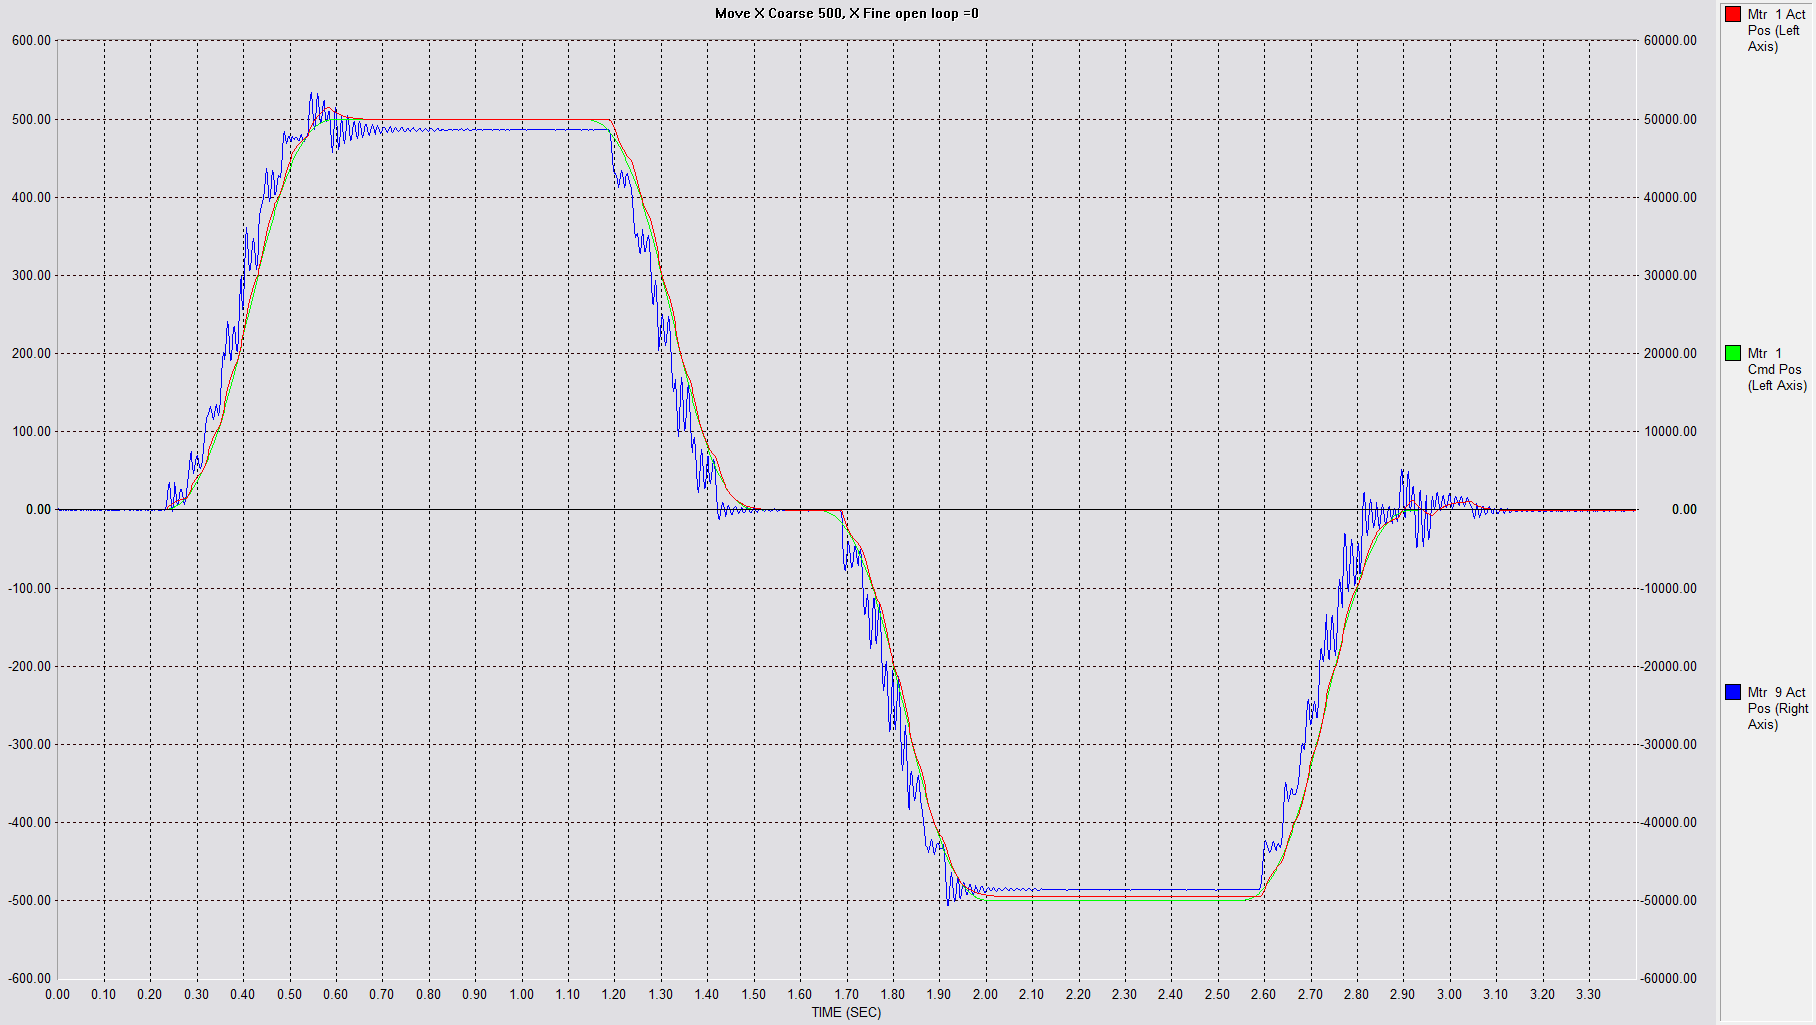 Move X Coarse 500, X Fine open loop =0
600.00
500.00
400.00
300.00
200.00
100.00
0.00
-100.00
-200.00
-300.00
-400.00
-500.00
-600.00
60000.00
50000.00
40000.00
30000.00
20000.00
10000.00
0.00
-10000.00
-20000.00
-30000.00
-40000.00
-50000.00
-60000.00
0.00 0.10 0.20 0.30 0.40 0.50 0.60 0.70 0.80 0.90 1.00 1.10 1.20 1.30 1.40 1.50 1.60 1.70 1.80 1.90 2.00 2.10 2.20 2.30 2.40 2.50 2.60 2.70 2.80 2.90 3.00 3.10 3.20 3.30
TIME (SEC)
Mtr 1 Act
Pos (Left
Axis)
Mtr 1
Cmd Pos
(Left Axis)
Mtr 9 Act
Pos (Right
Axis)